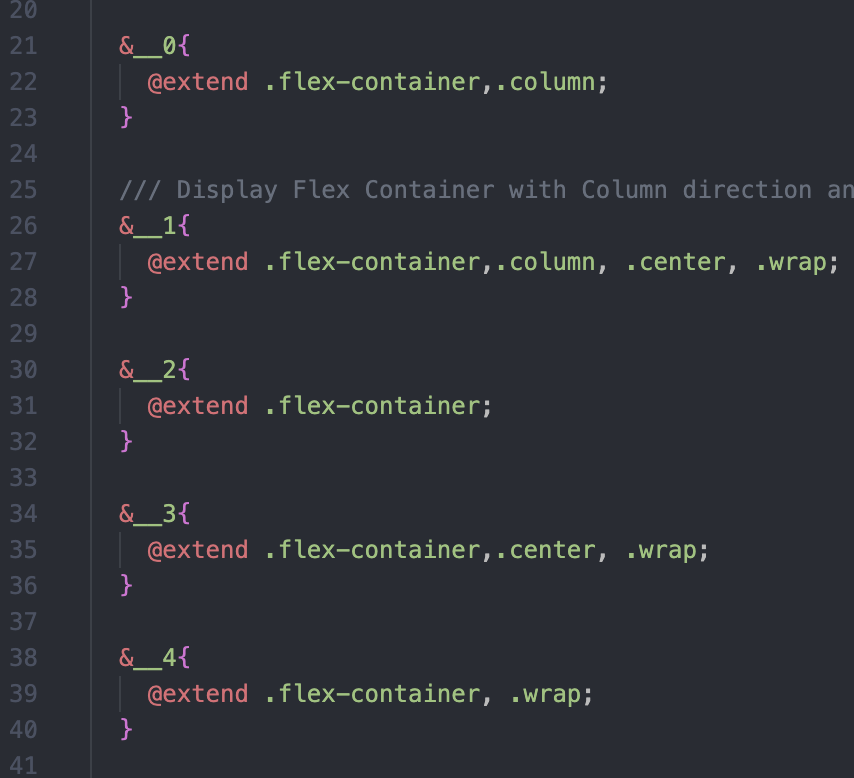 20
21 &__0{
22 @extend .flex-container,.column;
23 }
24
25 /// Display Flex Container with Column direction an
26 &__1{
27 @extend .flex-container,.column, .center, .wrap;
28 }
29
30 &__2{
31 @extend .flex-container;
32 }
33
34 &__3{
35 @extend .flex-container,.center, .wrap;
36 }
37
38 &__4{
39 @extend .flex-container, .wrap;
40 }
41